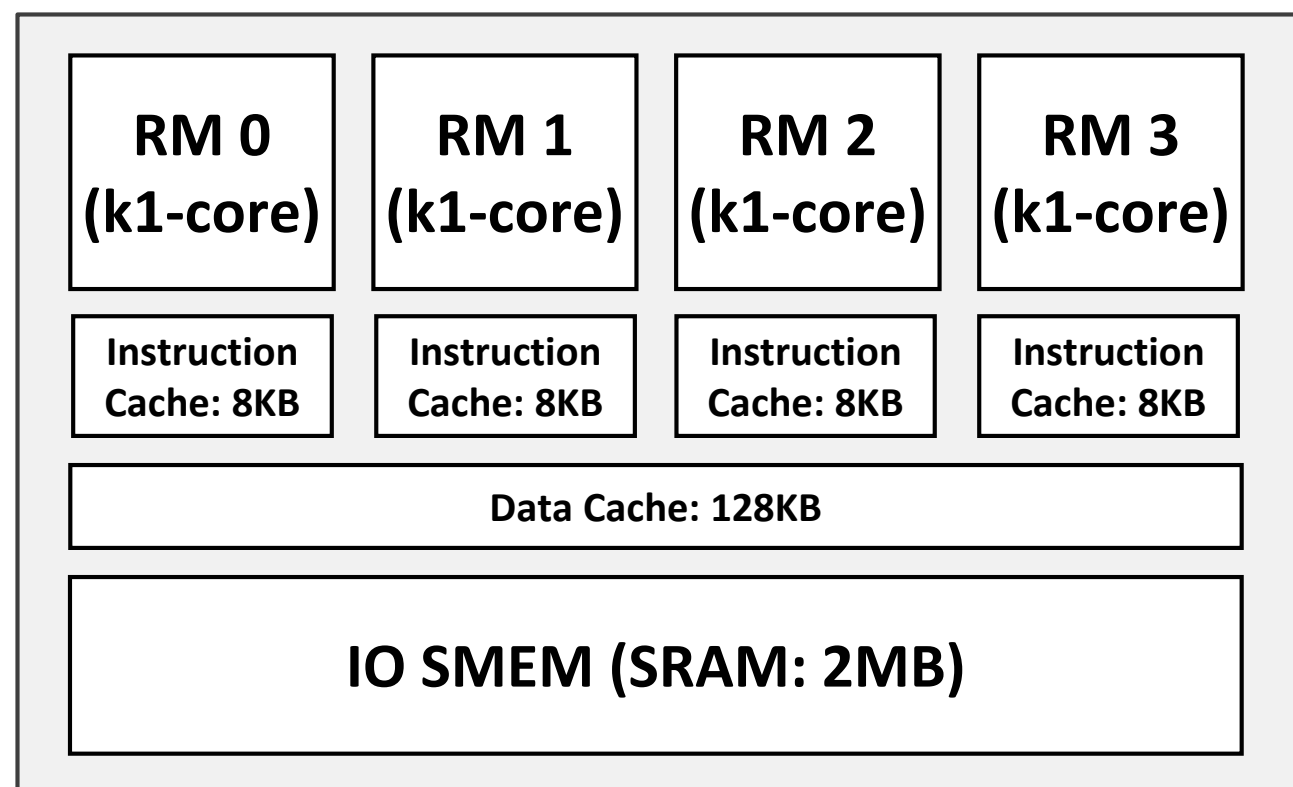 RM 0
(k1-core)
RM 1
(k1-core)
RM 2
(k1-core)
RM 3
(k1-core)
Instruction
Cache: 8KB
Instruction
Cache: 8KB
Instruction
Cache: 8KB
Instruction
Cache: 8KB
Data Cache: 128KB
IO SMEM (SRAM: 2MB)